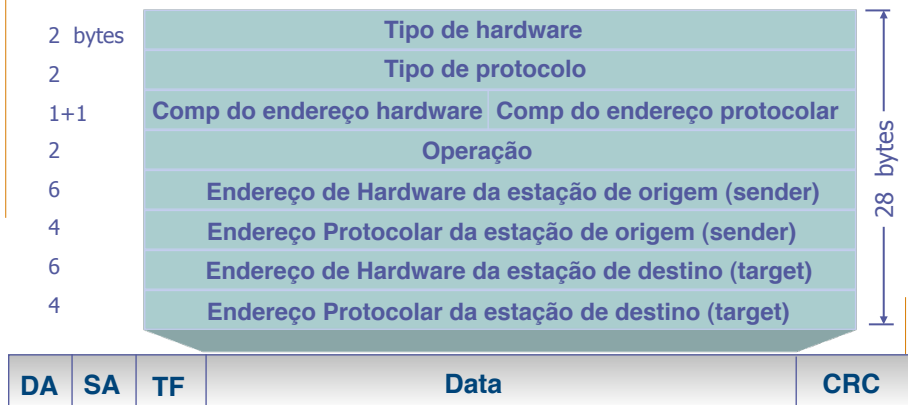 2 bytes Tipo de hardware
2 Tipo de protocolo
1+1 Comp do endereço hardware Comp do endereço protocolar
2 Operação
6 Endereço de Hardware da estação de origem (sender)
4 Endereço Protocolar da estação de origem (sender)
6 Endereço de Hardware da estação de destino (target)
4 Endereço Protocolar da estação de destino (target)
28 bytes
DA SA TF Data CRC